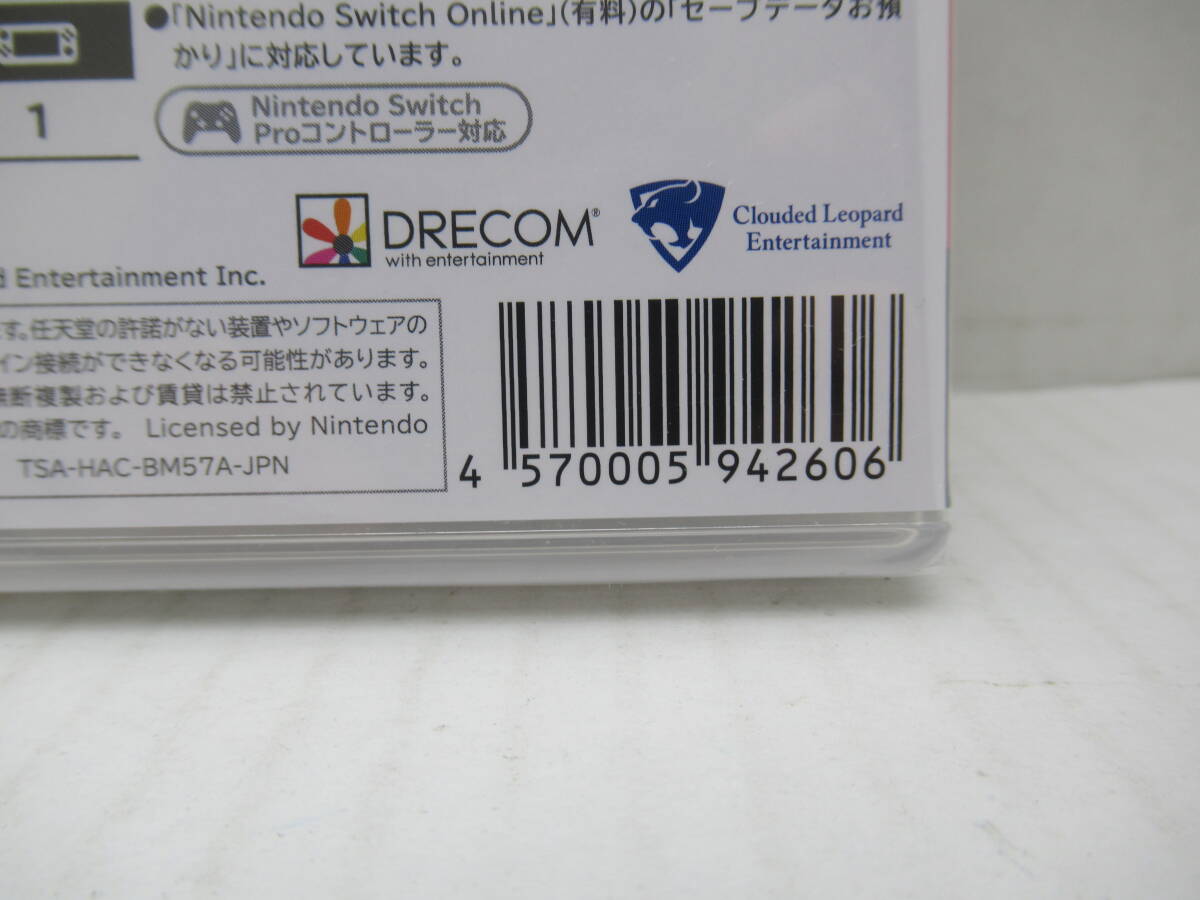 ●「Nintendo Switch Online」(有料)の「セーブデータお預
かり」に対応しています。
1
Nintendo Switch
Proコントローラー対応
DRECOM®
with entertainment
Clouded Leopard
Entertainment
d Entertainment Inc.
す。任天堂の許諾がない装置やソフトウェアの
イン接続ができなくなる可能性があります。
無断複製および賃貸は禁止されています。
の商標です。 Licensed by Nintendo
TSA-HAC-BM57A-JPN
4 570005 942606